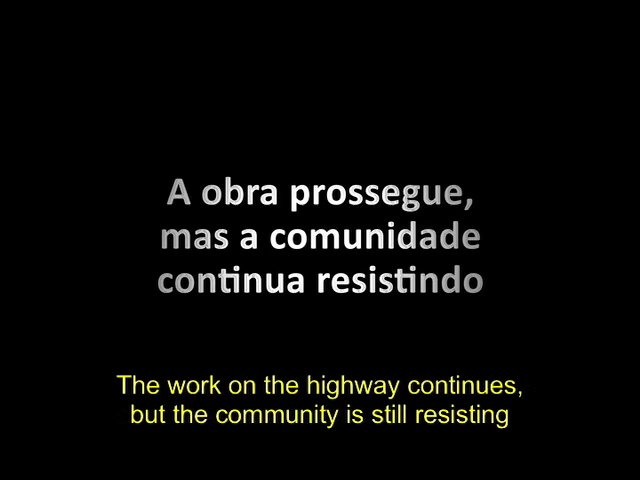 A obra prossegue,
mas a comunidade
continua resistindo
The work on the highway continues,
but the community is still resisting